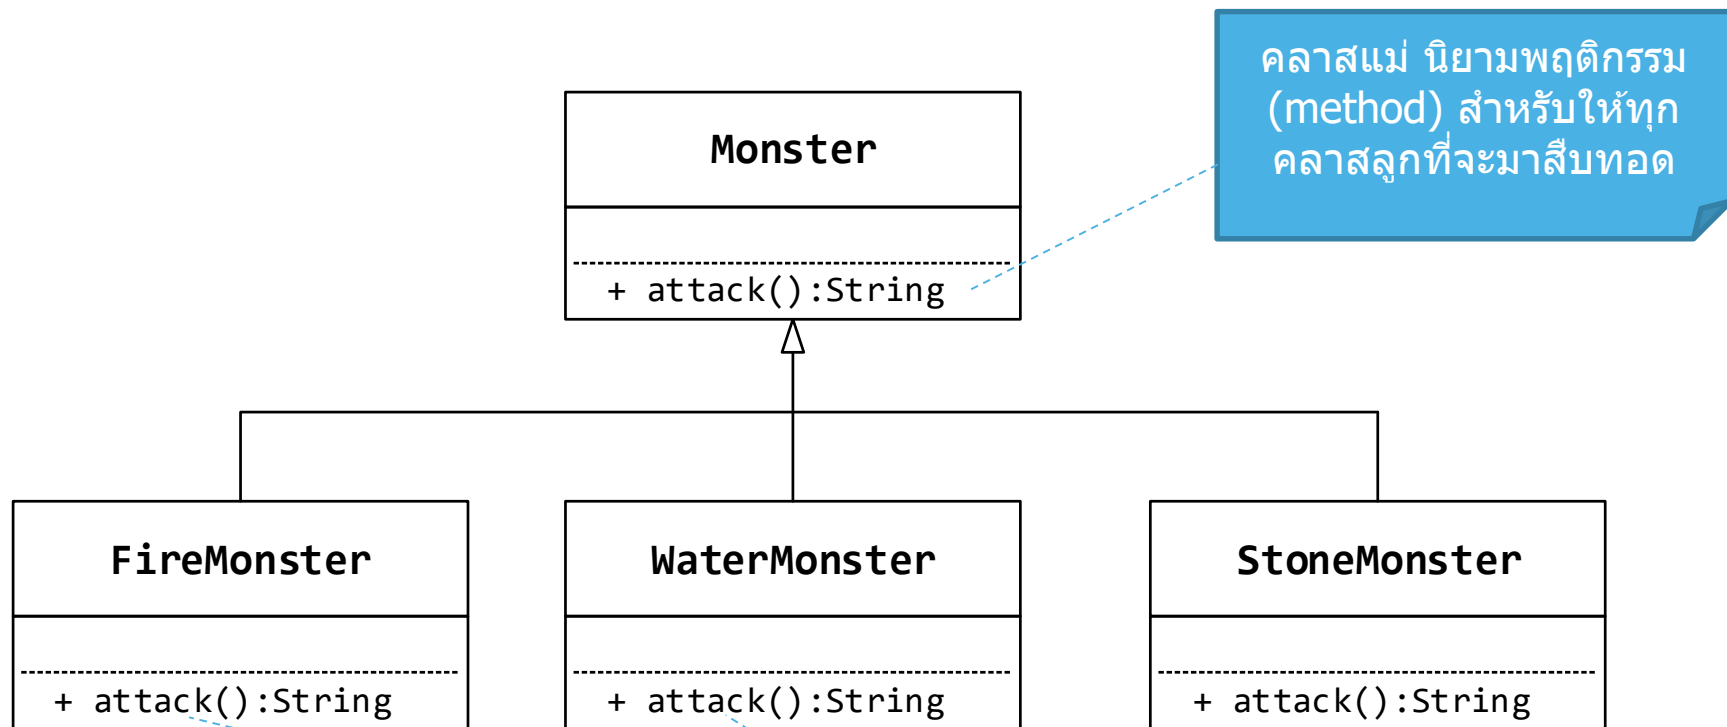 คลาสแม่ นิยามพฤติกรรม
(method) สำหรับให้ทุก
คลาสลูกที่จะมาสืบทอด
Monster
+ attack():String
FireMonster
WaterMonster
StoneMonster
+ attack():String
+ attack():String
+ attack():String